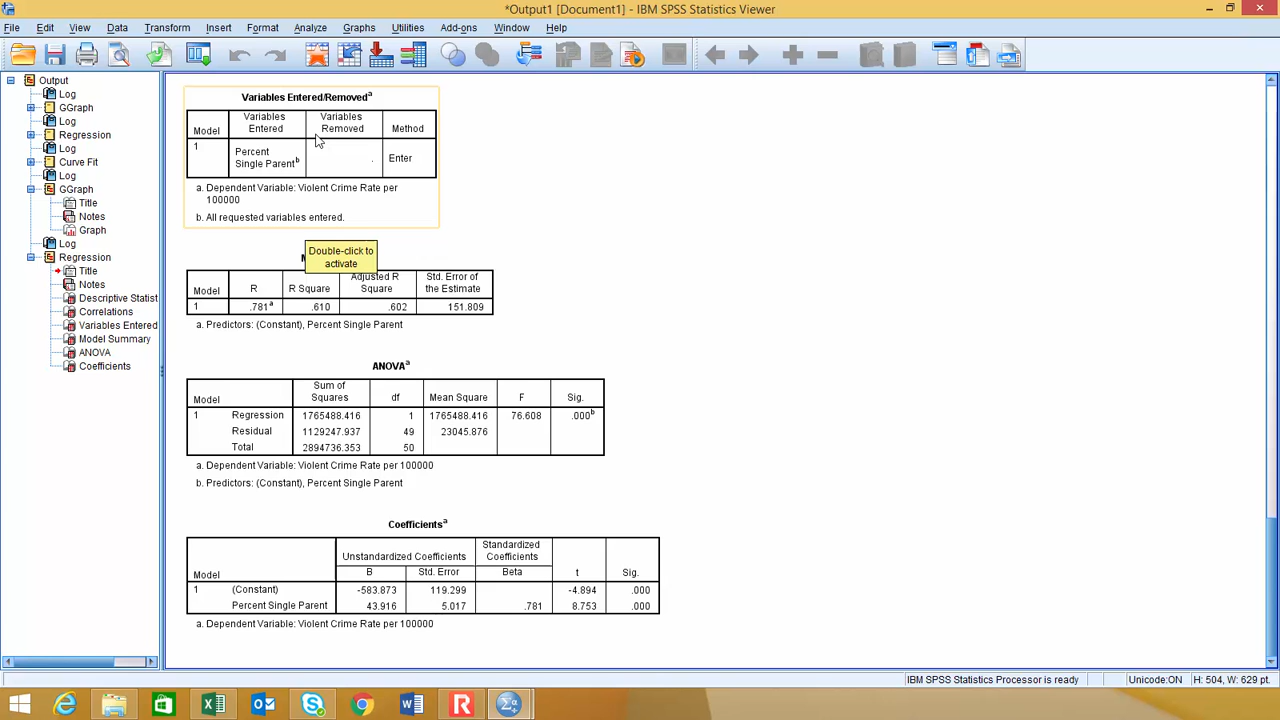 *Output1 [Document1] - IBM SPSS Statistics Viewer
File Edit View Data Transform Insert Format Analyze Graphs Utilities Add-ons Window Help
Output
Log
GGraph
Log
Regression
Log
Curve Fit
Log
GGraph
Title
Notes
Graph
Log
Regression
Title
Notes
Descriptive Statist
Correlations
Variables Entered
Model Summary
ANOVA
Coefficients
Variables Entered/Removedᵃ
Model Variables Entered Variables Removed Method
1 Percent Single Parentᵇ . Enter
a. Dependent Variable: Violent Crime Rate per
100000
b. All requested variables entered.
Double-click to
activate
Model R R Square Adjusted R Square Std. Error of the Estimate
1 .781ᵃ .610 .602 151.809
a. Predictors: (Constant), Percent Single Parent
ANOVAᵃ
Model Sum of Squares df Mean Square F Sig.
1 Regression 1765488.416 1 1765488.416 76.608 .000ᵇ
Residual 1129247.937 49 23045.876
Total 2894736.353 50
a. Dependent Variable: Violent Crime Rate per 100000
b. Predictors: (Constant), Percent Single Parent
Coefficientsᵃ
Unstandardized Coefficients Standardized Coefficients
Model B Std. Error Beta t Sig.
1 (Constant) -583.873 119.299 -4.894 .000
Percent Single Parent 43.916 5.017 .781 8.753 .000
a. Dependent Variable: Violent Crime Rate per 100000
IBM SPSS Statistics Processor is ready Unicode:ON H: 504, W: 629 pt.